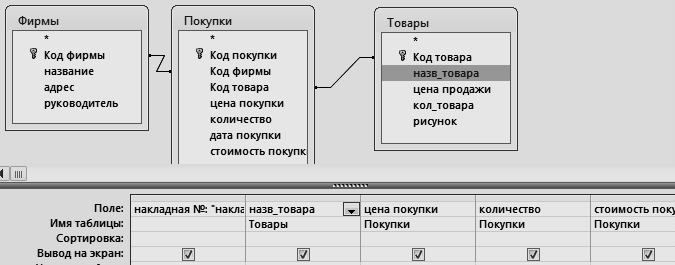 Фирмы
*
Код фирмы
название
адрес
руководитель
Покупки
*
Код покупки
Код фирмы
Код товара
цена покупки
количество
дата покупки
стоимость покупк
Товары
*
Код товара
назв_товара
цена продажи
кол_товара
рисунок
Поле: накладная №: "накла назв_товара цена покупки количество стоимость поку
Имя таблицы: Товары Покупки Покупки Покупки
Сортировка:
Вывод на экран: